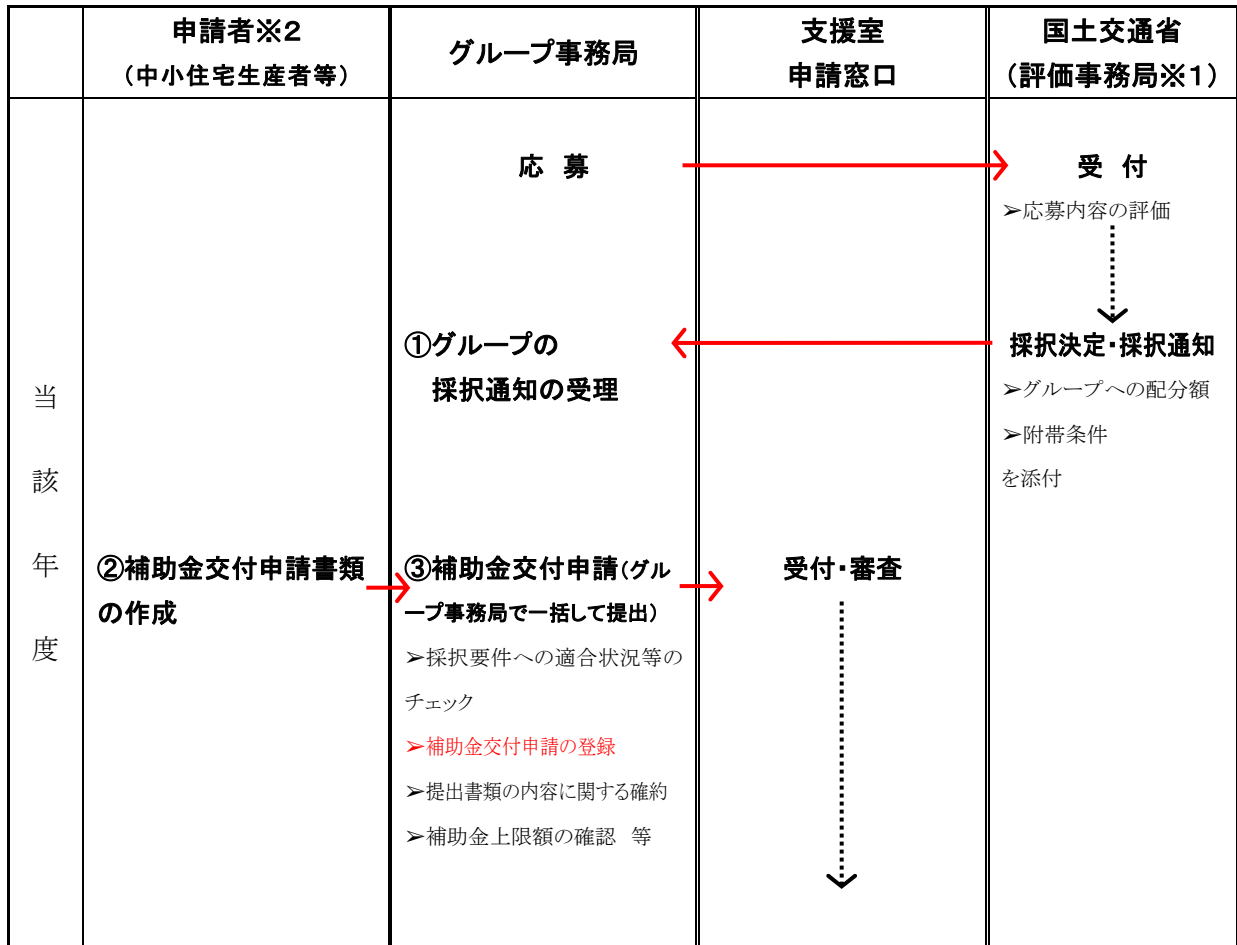 申請者※2
（中小住宅生産者等）
グループ事務局
支援室
申請窓口
国土交通省
（評価事務局※1）
当該年度
応 募
受 付
➢応募内容の評価
①グループの
採択通知の受理
採択決定・採択通知
➢グループへの配分額
➢附帯条件
を添付
②補助金交付申請書類
の作成
③補助金交付申請（グル
ープ事務局で一括して提出）
➢採択要件への適合状況等の
チェック
➢補助金交付申請の登録
➢提出書類の内容に関する確約
➢補助金上限額の確認 等
受付・審査